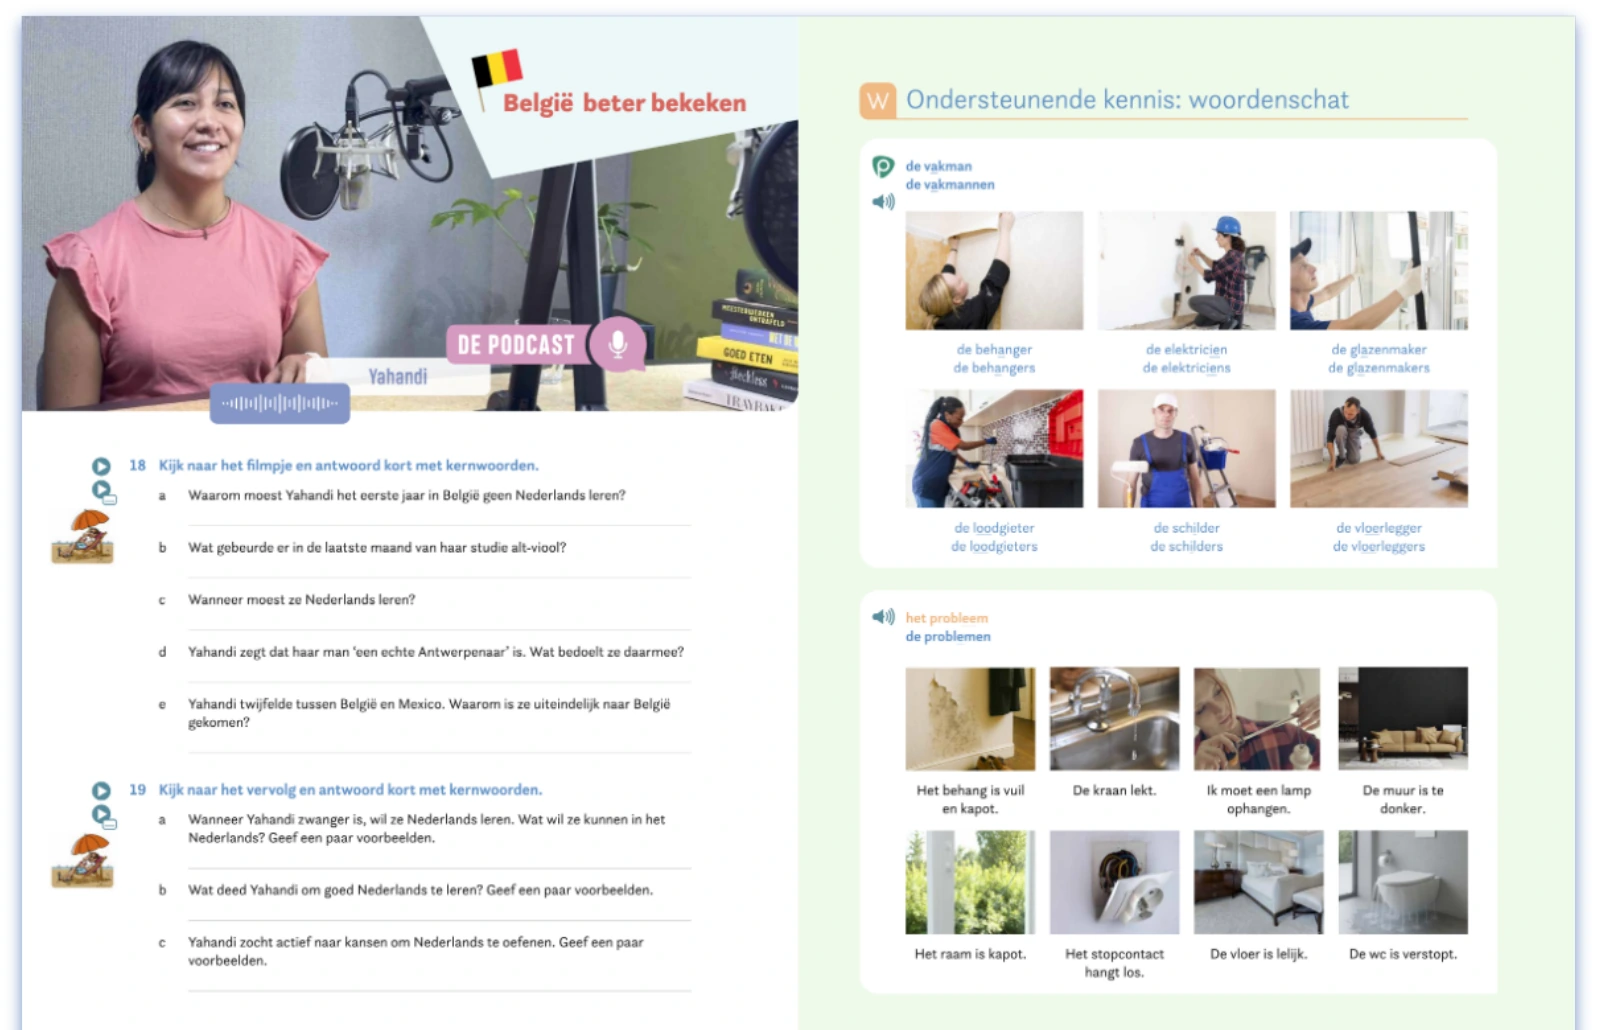 België beter bekeken
DE PODCAST
Yahandi
MEESTERWERKEN
ONTRAFELD
GOED ETEN
Reckless
18 Kijk naar het filmpje en antwoord kort met kernwoorden.
a Waarom moest Yahandi het eerste jaar in België geen Nederlands leren?
b Wat gebeurde er in de laatste maand van haar studie alt-viool?
c Wanneer moest ze Nederlands leren?
d Yahandi zegt dat haar man ‘een echte Antwerpenaar’ is. Wat bedoelt ze daarmee?
e Yahandi twijfelde tussen België en Mexico. Waarom is ze uiteindelijk naar België
gekomen?
19 Kijk naar het vervolg en antwoord kort met kernwoorden.
a Wanneer Yahandi zwanger is, wil ze Nederlands leren. Wat wil ze kunnen in het
Nederlands? Geef een paar voorbeelden.
b Wat deed Yahandi om goed Nederlands te leren? Geef een paar voorbeelden.
c Yahandi zocht actief naar kansen om Nederlands te oefenen. Geef een paar
voorbeelden.
W Ondersteunende kennis: woordenschat
de vakman
de vakmannen
de behanger
de behangers
de elektricien
de elektriciens
de glazenmaker
de glazenmakers
de loodgieter
de loodgieters
de schilder
de schilders
de vloerlegger
de vloerleggers
het probleem
de problemen
Het behang is vuil
en kapot.
De kraan lekt.
Ik moet een lamp
ophangen.
De muur is te
donker.
Het raam is kapot.
Het stopcontact
hangt los.
De vloer is lelijk.
De wc is verstopt.